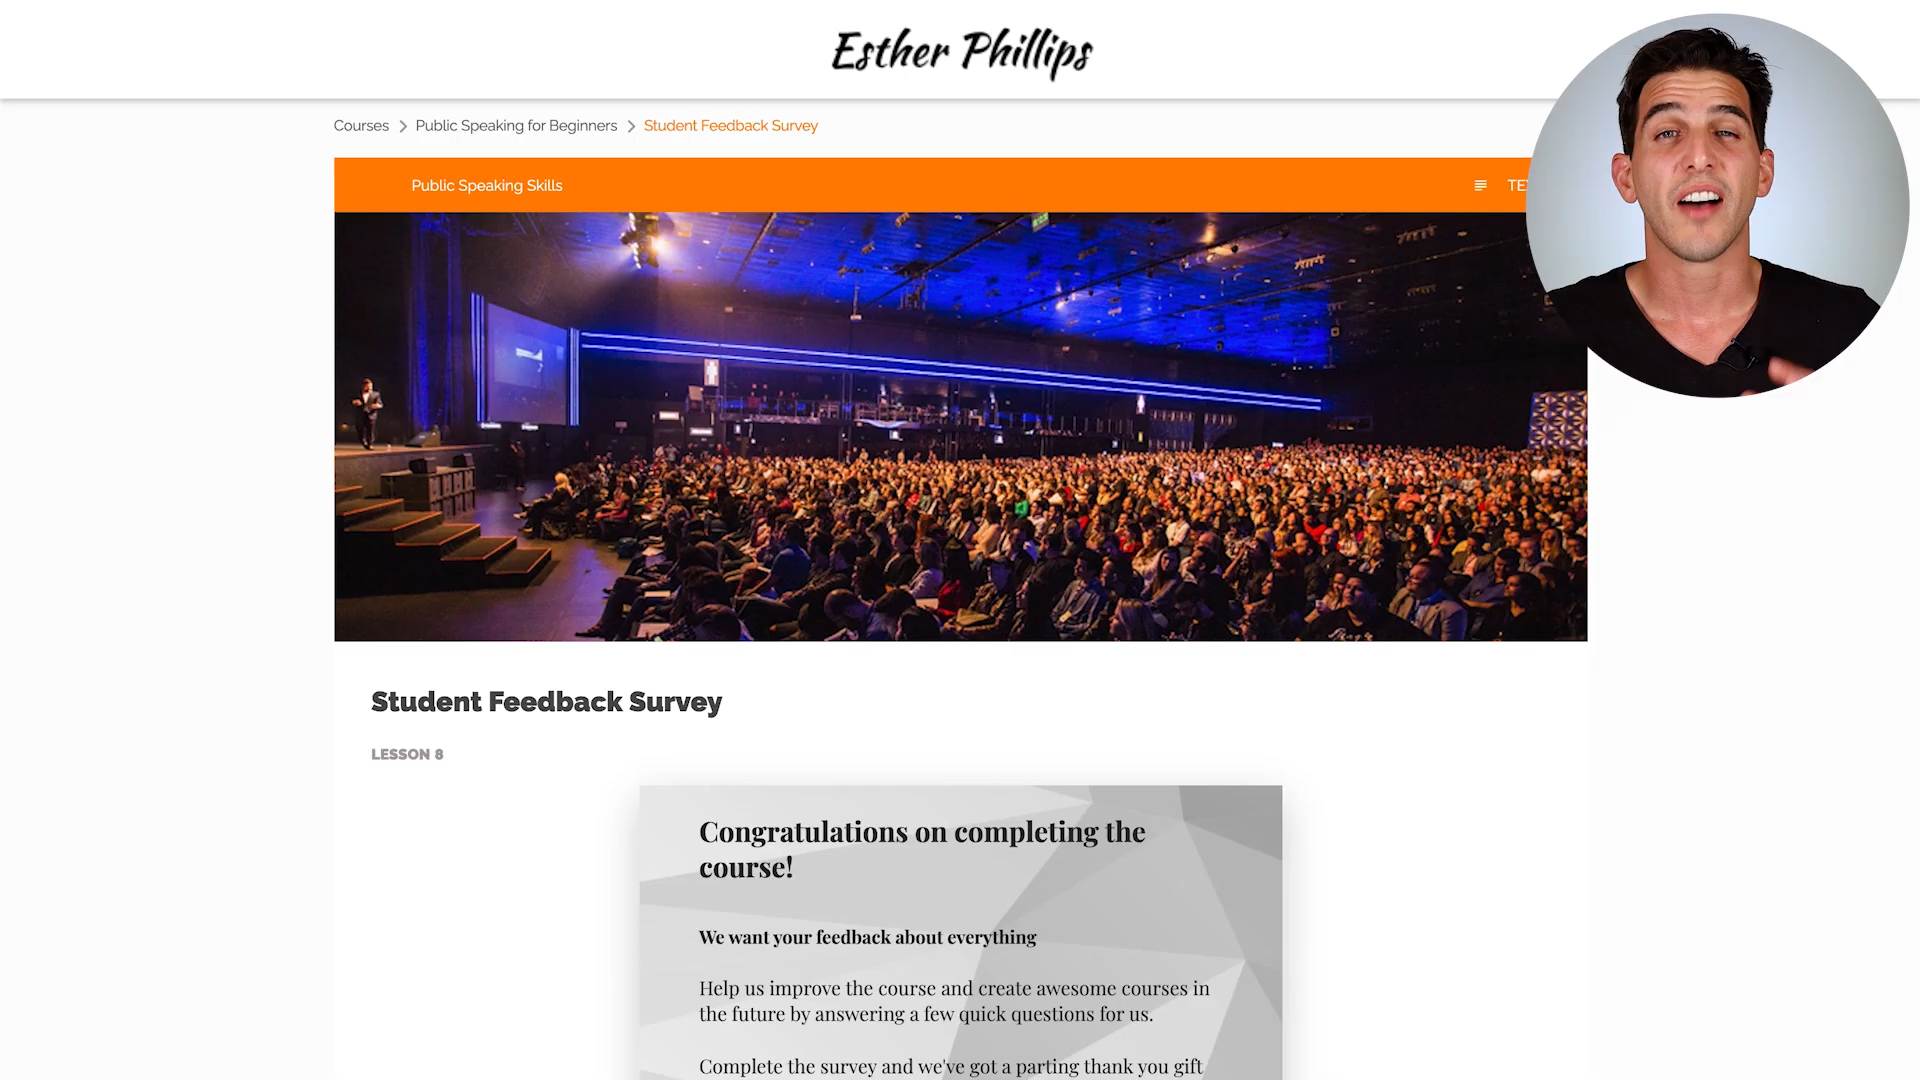 Esther Phillips
Courses > Public Speaking for Beginners > Student Feedback Survey
Public Speaking Skills
Student Feedback Survey
LESSON 8
Congratulations on completing the
course!
We want your feedback about everything
Help us improve the course and create awesome courses in
the future by answering a few quick questions for us.
Complete the survey and we've got a parting thank you gift